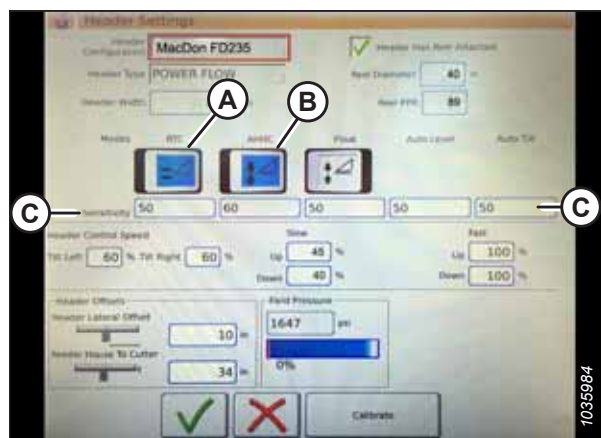 Header Settings
Header Configuration MacDon FD235
Header Has Reel Attached
Header Type POWER FLOW
Reel Diameter 40 in
Header Width
Reel PPR 89
A B
Modes RTC AHHC Float Auto Level Auto Tilt
C Sensitivity 50 60 50 50 50 C
Header Control Speed Slow Fast
Tilt Left 60 % Tilt Right 60 % Up 45 % Up 100 %
Down 40 % Down 100 %
Header Offsets Field Pressure
Header Lateral Offset 1647 psi
10 in
Feeder House To Cutter 0%
34 in
Calibrate
1035984